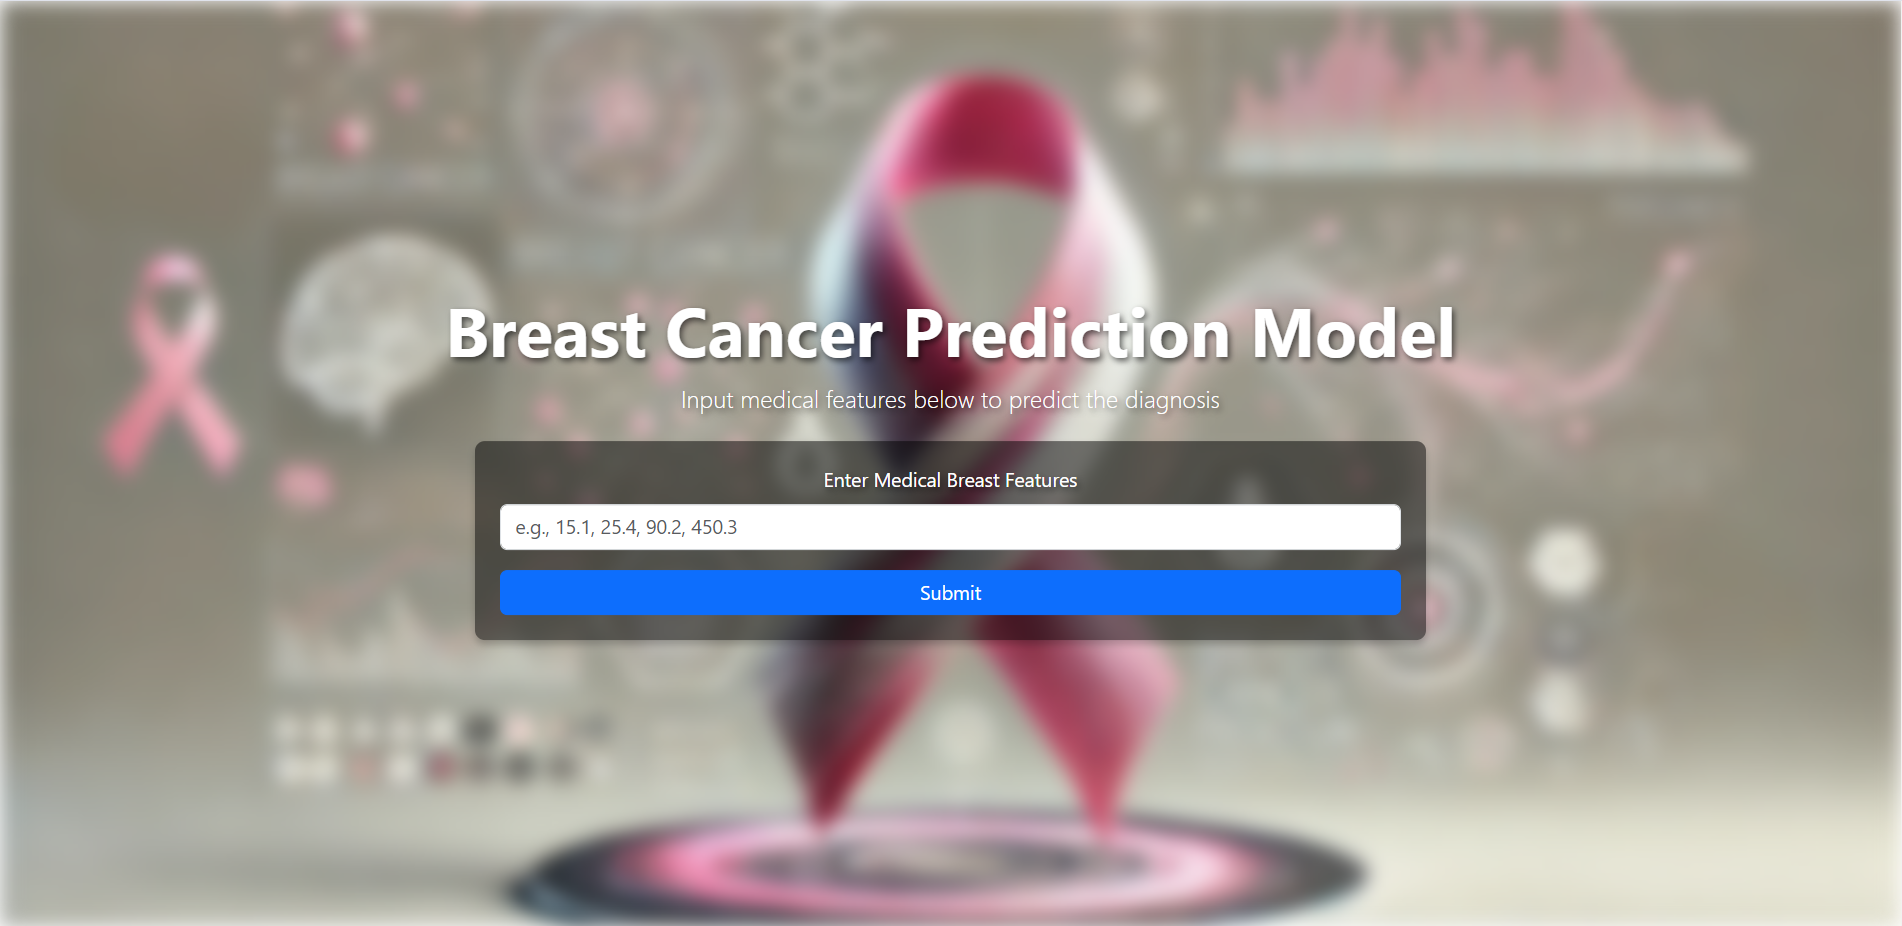 Breast Cancer Prediction Model
Input medical features below to predict the diagnosis
Enter Medical Breast Features
e.g., 15.1, 25.4, 90.2, 450.3
Submit